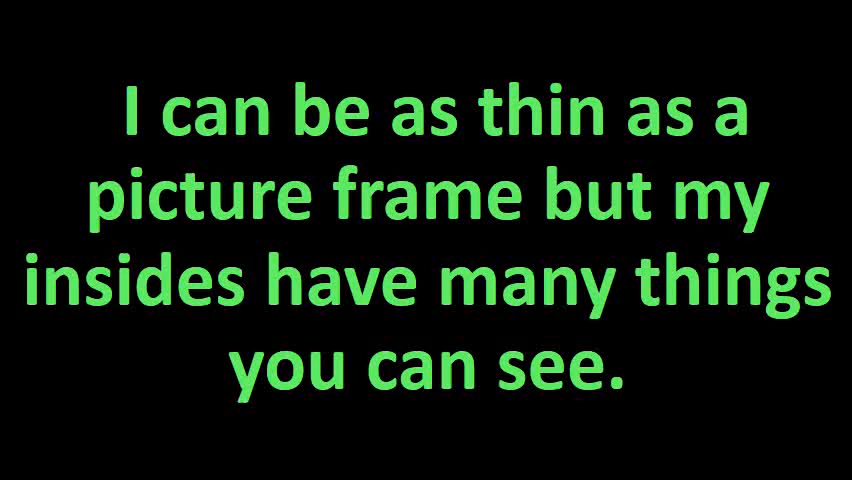 I can be as thin as a
picture frame but my
insides have many things
you can see.